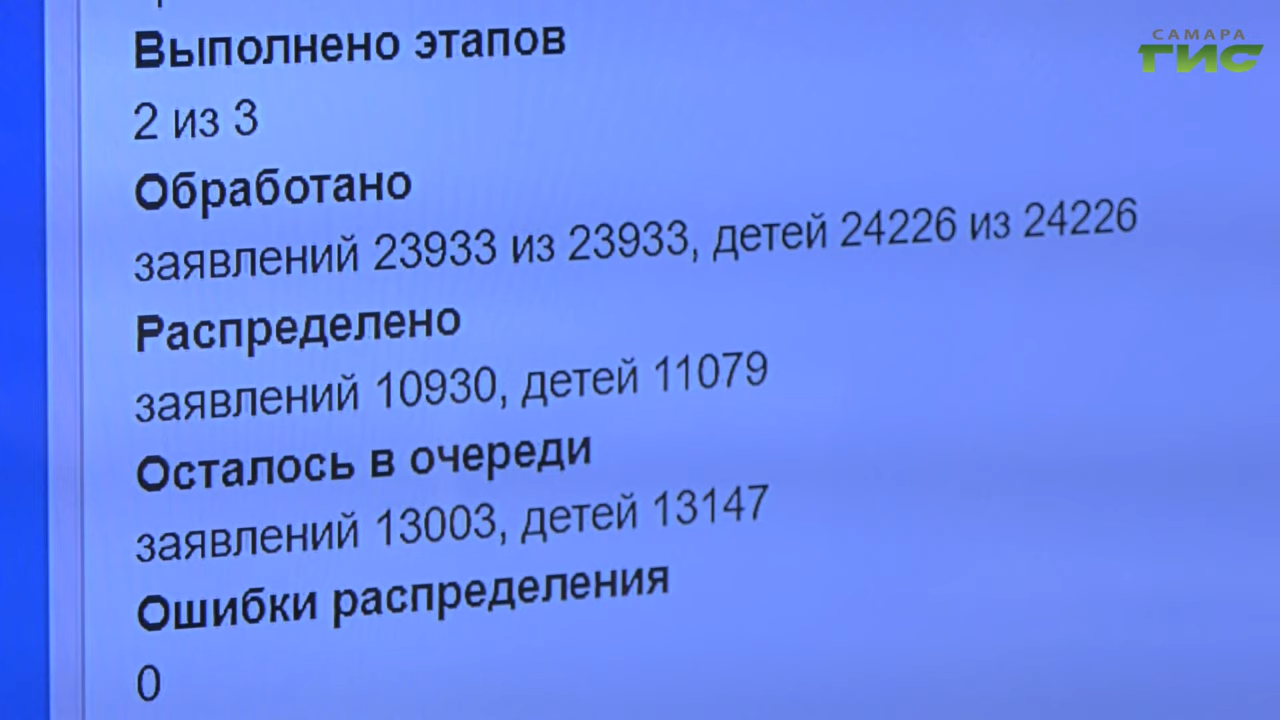 САМАРА
ГИС
Выполнено этапов
2 из 3
Обработано
заявлений 23933 из 23933, детей 24226 из 24226
Распределено
заявлений 10930, детей 11079
Осталось в очереди
заявлений 13003, детей 13147
Ошибки распределения
0